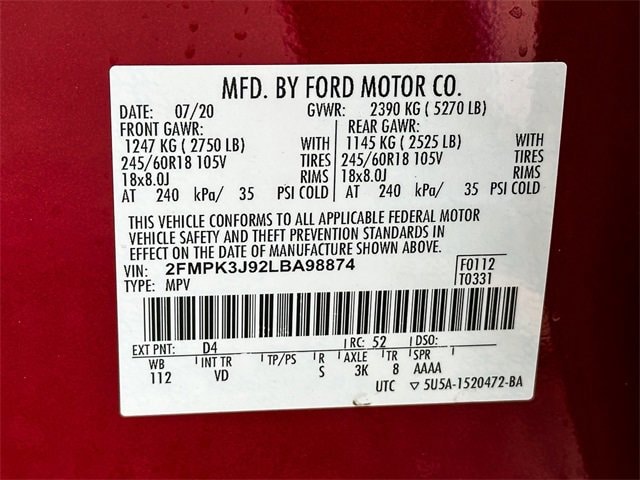 MFD. BY FORD MOTOR CO.
DATE: 07/20 GVWR: 2390 KG ( 5270 LB)
FRONT GAWR: REAR GAWR:
1247 KG ( 2750 LB) WITH 1145 KG ( 2525 LB) WITH
245/60R18 105V TIRES 245/60R18 105V TIRES
18x8.0J RIMS 18x8.0J RIMS
AT 240 kPa/ 35 PSI COLD AT 240 kPa/ 35 PSI COLD
THIS VEHICLE CONFORMS TO ALL APPLICABLE FEDERAL MOTOR
VEHICLE SAFETY AND THEFT PREVENTION STANDARDS IN
EFFECT ON THE DATE OF MANUFACTURE SHOWN ABOVE.
VIN: 2FMPK3J92LBA98874 F0112
TYPE: MPV T0331
EXT PNT: D4 RC: 52 DSO:
WB INT TR TP/PS R AXLE TR SPR
112 VD S 3K 8 AAAA
UTC ▽ 5U5A-1520472-BA